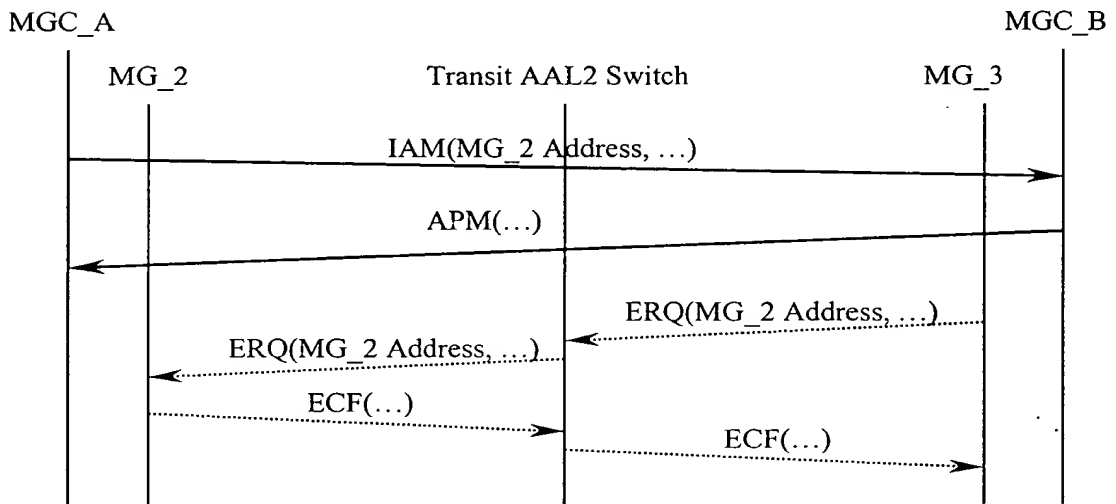 MGC_A
MGC_B
MG_2
Transit AAL2 Switch
MG_3
IAM(MG_2 Address, ...)
APM(...)
ERQ(MG_2 Address, ...)
ERQ(MG_2 Address, ...)
ECF(...)
ECF(...)